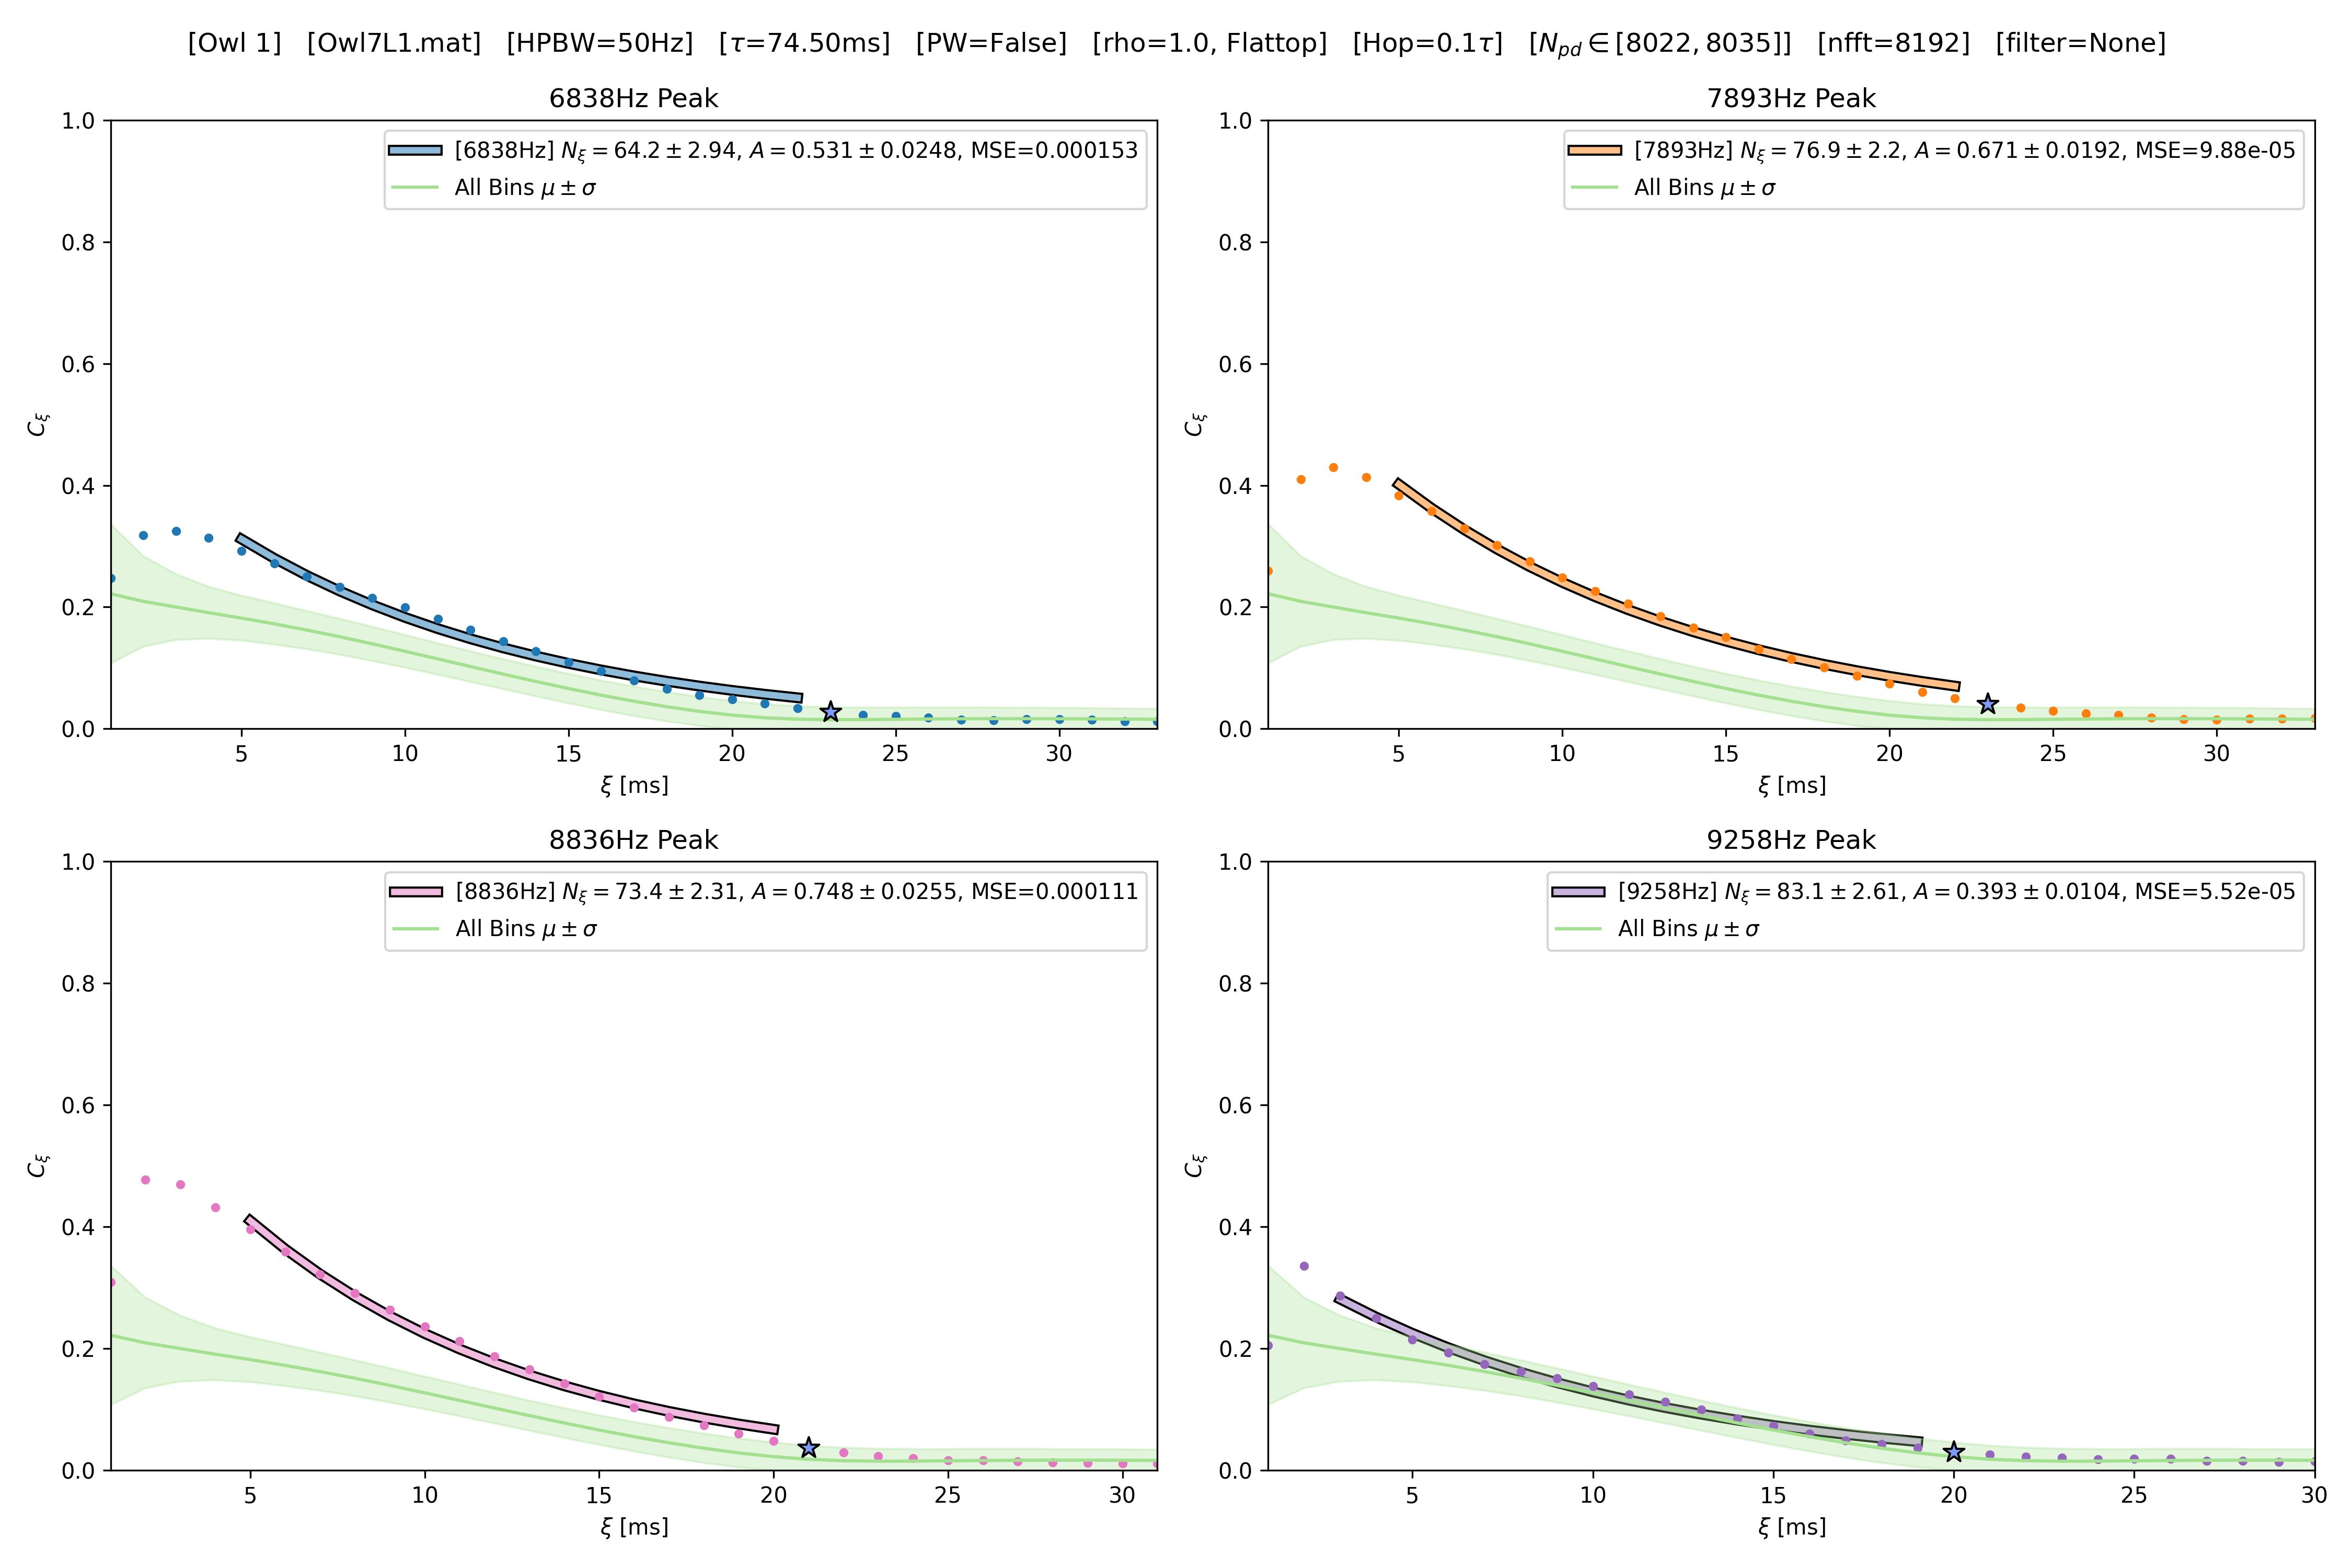 [Owl 1] [Owl7L1.mat] [HPBW=50Hz] [τ=74.50ms] [PW=False] [rho=1.0, Flattop] [Hop=0.1τ] [N_pd ∈ [8022, 8035]] [nfft=8192] [filter=None]
6838Hz Peak
[6838Hz] N_ξ = 64.2 ± 2.94, A = 0.531 ± 0.0248, MSE=0.000153
All Bins μ ± σ
1.0
0.8
0.6
0.4
0.2
0.0
C_ξ
5 10 15 20 25 30
ξ [ms]
7893Hz Peak
[7893Hz] N_ξ = 76.9 ± 2.2, A = 0.671 ± 0.0192, MSE=9.88e-05
All Bins μ ± σ
1.0
0.8
0.6
0.4
0.2
0.0
C_ξ
5 10 15 20 25 30
ξ [ms]
8836Hz Peak
[8836Hz] N_ξ = 73.4 ± 2.31, A = 0.748 ± 0.0255, MSE=0.000111
All Bins μ ± σ
1.0
0.8
0.6
0.4
0.2
0.0
C_ξ
5 10 15 20 25 30
ξ [ms]
9258Hz Peak
[9258Hz] N_ξ = 83.1 ± 2.61, A = 0.393 ± 0.0104, MSE=5.52e-05
All Bins μ ± σ
1.0
0.8
0.6
0.4
0.2
0.0
C_ξ
5 10 15 20 25 30
ξ [ms]